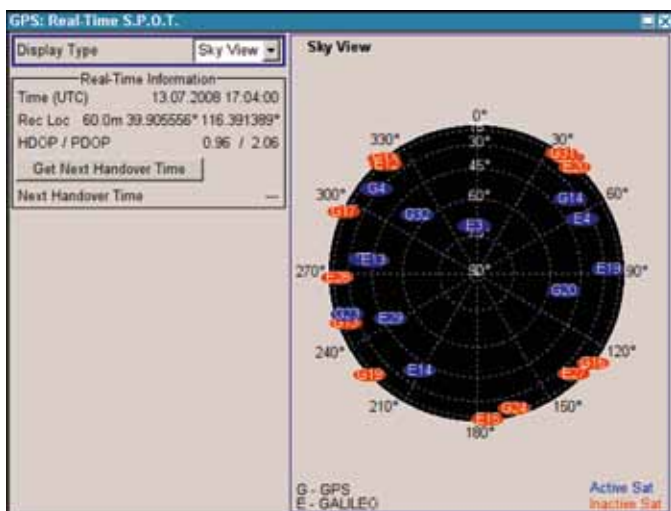 GPS: Real-Time S.P.O.T.
Display Type
Sky View
Real-Time Information
Time (UTC) 13.07.2008 17:04:00
Rec Loc 60.0m 39.905556° 116.391389°
HDOP / PDOP 0.96 / 2.06
Get Next Handover Time
Next Handover Time ---
Sky View
0°
15
30°
45°
60°
90°
30°
60°
90°
120°
150°
180°
210°
240°
270°
300°
330°
G31
G4
G14
G32
E4
E3
G17
E13
E19
G20
E29
E14
G19
G16
E27
G24
G - GPS
E - GALILEO
Active Sat
Inactive Sat